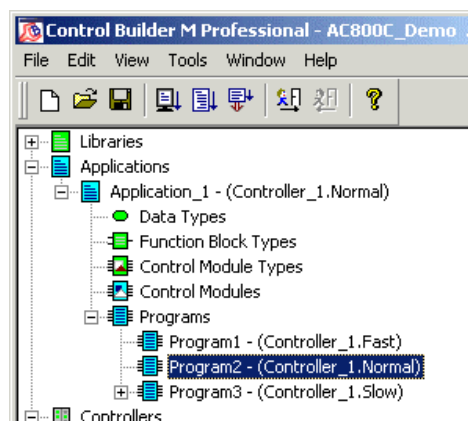 Control Builder M Professional - AC800C_Demo
File Edit View Tools Window Help
Libraries
Applications
Application_1 - (Controller_1.Normal)
Data Types
Function Block Types
Control Module Types
Control Modules
Programs
Program1 - (Controller_1.Fast)
Program2 - (Controller_1.Normal)
Program3 - (Controller_1.Slow)
Controllers